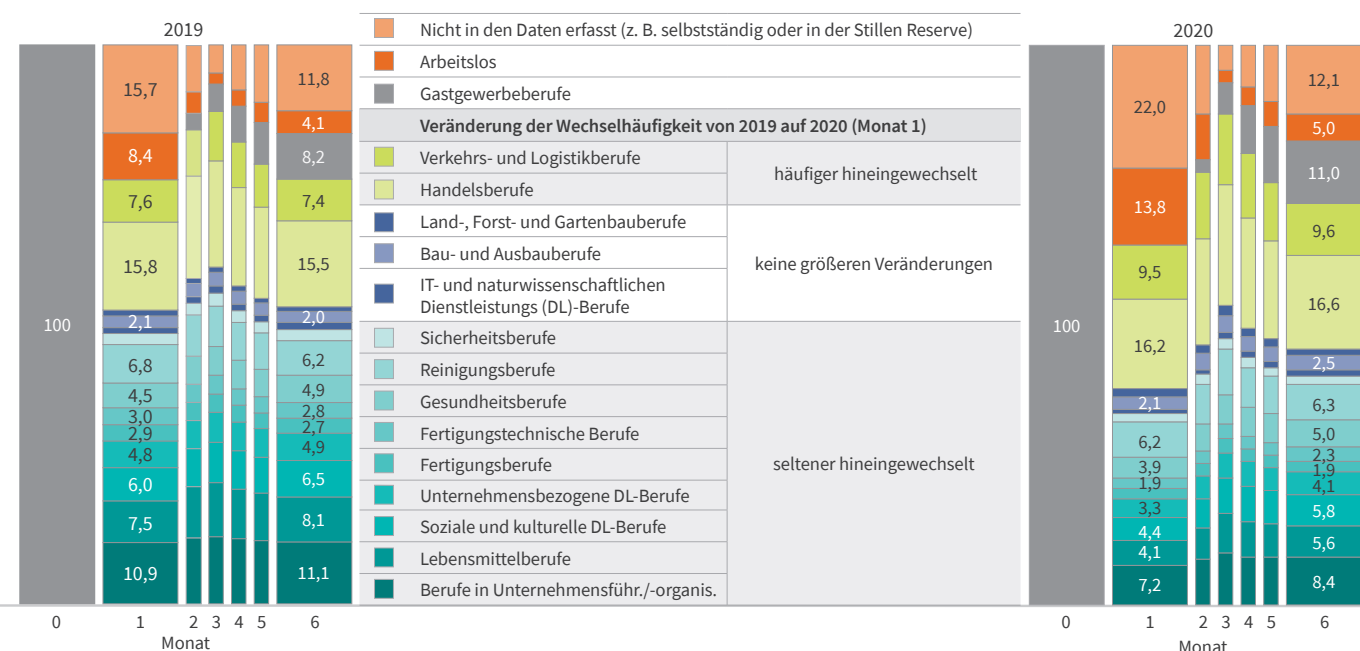 2019
100
15,7
8,4
7,6
15,8
2,1
6,8
4,5
3,0
2,9
4,8
6,0
7,5
10,9
11,8
4,1
8,2
7,4
15,5
2,0
6,2
4,9
2,8
2,7
4,9
6,5
8,1
11,1
0 1 2 3 4 5 6
Monat
Nicht in den Daten erfasst (z. B. selbstständig oder in der Stillen Reserve)
Arbeitslos
Gastgewerbeberufe
Veränderung der Wechselhäufigkeit von 2019 auf 2020 (Monat 1)
Verkehrs- und Logistikberufe
Handelsberufe
häufiger hineingewechselt
Land-, Forst- und Gartenbauberufe
Bau- und Ausbauberufe
IT- und naturwissenschaftlichen
Dienstleistungs (DL)-Berufe
keine größeren Veränderungen
Sicherheitsberufe
Reinigungsberufe
Gesundheitsberufe
Fertigungstechnische Berufe
Fertigungsberufe
Unternehmensbezogene DL-Berufe
Soziale und kulturelle DL-Berufe
Lebensmittelberufe
Berufe in Unternehmensführ./-organis.
seltener hineingewechselt
2020
100
22,0
13,8
9,5
16,2
2,1
6,2
3,9
1,9
3,3
4,4
4,1
7,2
12,1
5,0
11,0
9,6
16,6
2,5
6,3
5,0
2,3
1,9
4,1
5,8
5,6
8,4
0 1 2 3 4 5 6
Monat